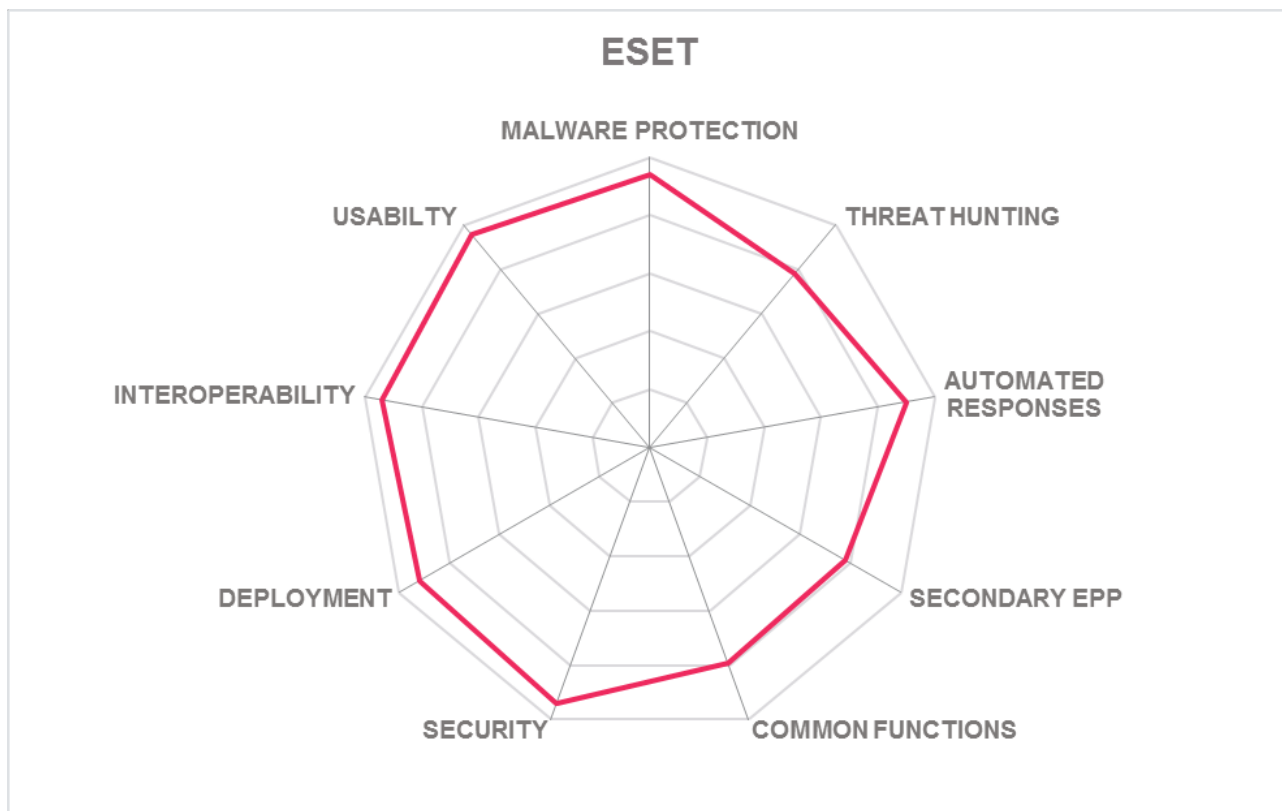 ESET
MALWARE PROTECTION
USABILTY
THREAT HUNTING
INTEROPERABILITY
AUTOMATED
RESPONSES
DEPLOYMENT
SECONDARY EPP
SECURITY
COMMON FUNCTIONS